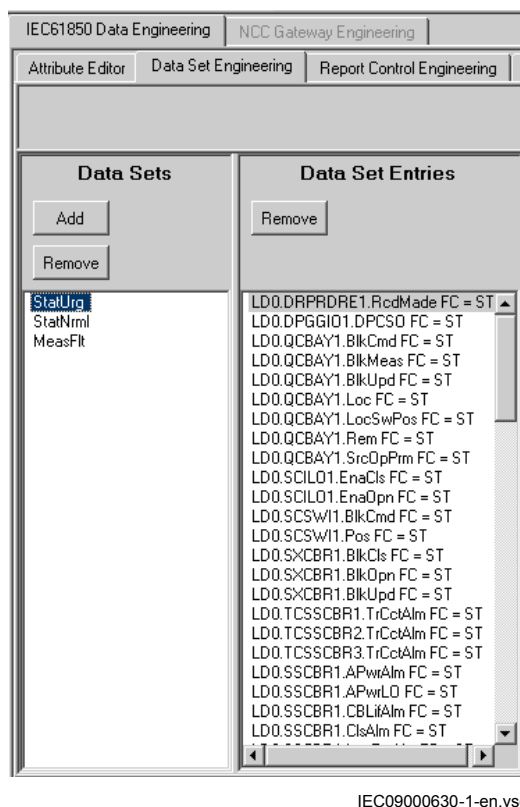 IEC61850 Data Engineering NCC Gateway Engineering
Attribute Editor Data Set Engineering Report Control Engineering
Data Sets
Add
Remove
StatUrg
StatNrml
MeasFlt
Data Set Entries
Remove
LD0.DRPRDRE1.RcdMade FC = ST
LD0.DPGGIO1.DPCSO FC = ST
LD0.QCBAY1.BlkCmd FC = ST
LD0.QCBAY1.BlkMeas FC = ST
LD0.QCBAY1.BlkUpd FC = ST
LD0.QCBAY1.Loc FC = ST
LD0.QCBAY1.LocSwPos FC = ST
LD0.QCBAY1.Rem FC = ST
LD0.QCBAY1.SrcOpPrm FC = ST
LD0.SCILO1.EnaCls FC = ST
LD0.SCILO1.EnaOpn FC = ST
LD0.SCSWI1.BlkCmd FC = ST
LD0.SCSWI1.Pos FC = ST
LD0.SXCBR1.BlkCls FC = ST
LD0.SXCBR1.BlkOpn FC = ST
LD0.SXCBR1.BlkUpd FC = ST
LD0.TCSSCBR1.TrCctAlm FC = ST
LD0.TCSSCBR2.TrCctAlm FC = ST
LD0.TCSSCBR3.TrCctAlm FC = ST
LD0.SSCBR1.APwrAlm FC = ST
LD0.SSCBR1.APwrLO FC = ST
LD0.SSCBR1.CBLifAlm FC = ST
LD0.SSCBR1.ClsAlm FC = ST
IEC09000630-1-en.vs